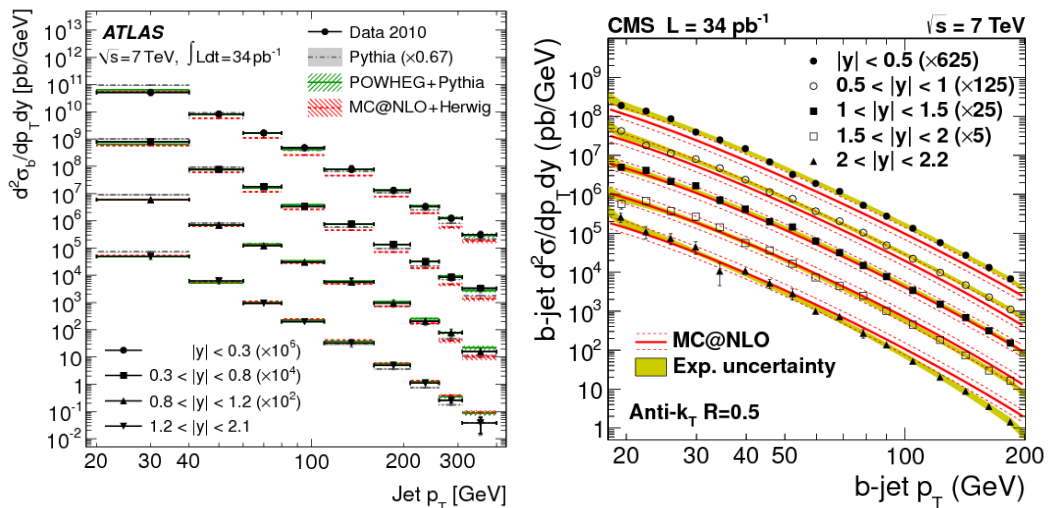 ATLAS
√s = 7 TeV, ∫Ldt=34 pb⁻¹
Data 2010
Pythia (×0.67)
POWHEG+Pythia
MC@NLO+Herwig
d²σ_b/dp_T dy [pb/GeV]
10¹³
10¹²
10¹¹
10¹⁰
10⁹
10⁸
10⁷
10⁶
10⁵
10⁴
10³
10²
10
1
10⁻¹
10⁻²
|y| < 0.3 (×10⁶)
0.3 < |y| < 0.8 (×10⁴)
0.8 < |y| < 1.2 (×10²)
1.2 < |y| < 2.1
20 30 40 100 200 300
Jet p_T [GeV]
CMS L = 34 pb⁻¹ √s = 7 TeV
|y| < 0.5 (×625)
0.5 < |y| < 1 (×125)
1 < |y| < 1.5 (×25)
1.5 < |y| < 2 (×5)
2 < |y| < 2.2
b-jet d²σ/dp_T dy (pb/GeV)
10⁹
10⁸
10⁷
10⁶
10⁵
10⁴
10³
10²
10
1
MC@NLO
Exp. uncertainty
Anti-k_T R=0.5
20 30 40 50 100 200
b-jet p_T (GeV)